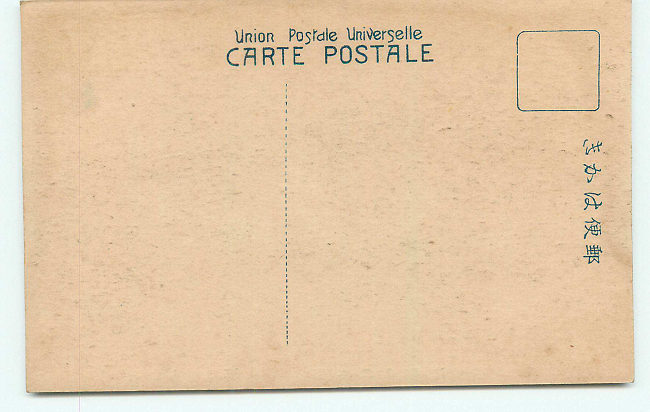 Union Postale Universelle
CARTE POSTALE
郵便はかき